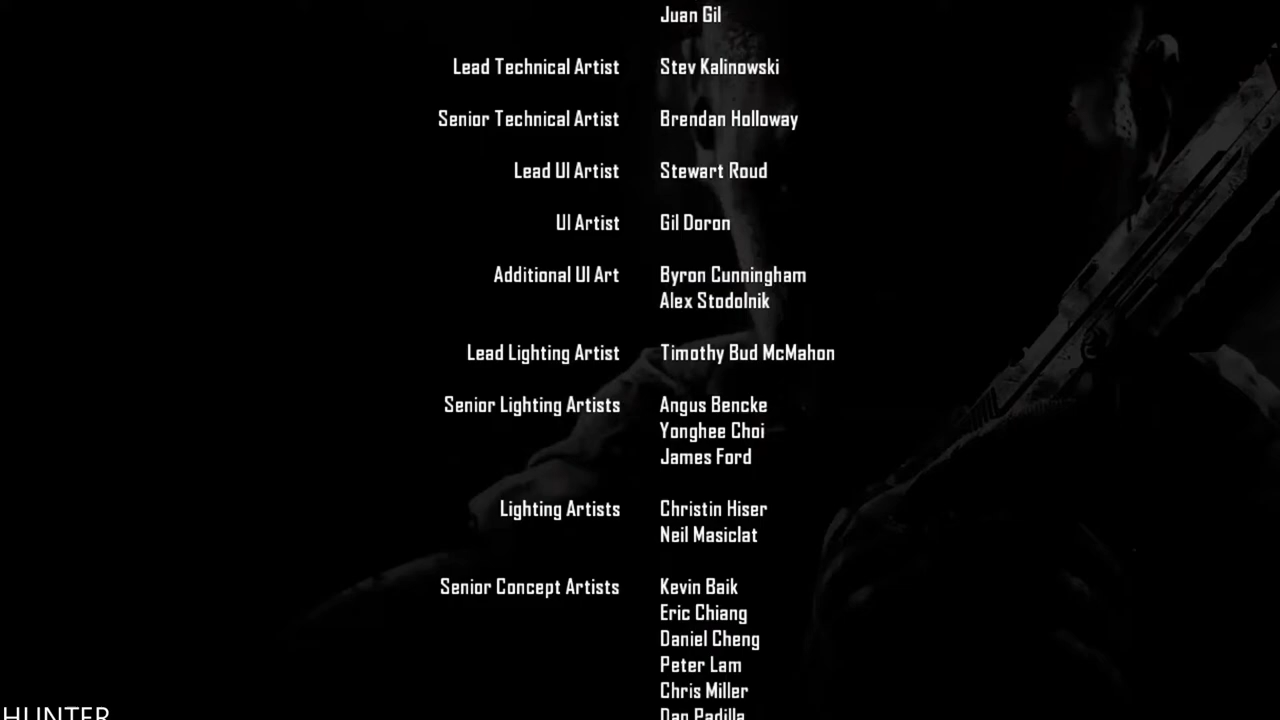 Juan Gil
Lead Technical Artist Stev Kalinowski
Senior Technical Artist Brendan Holloway
Lead UI Artist Stewart Roud
UI Artist Gil Doron
Additional UI Art Byron Cunningham
Alex Stodolnik
Lead Lighting Artist Timothy Bud McMahon
Senior Lighting Artists Angus Bencke
Yonghee Choi
James Ford
Lighting Artists Christin Hiser
Neil Masiclat
Senior Concept Artists Kevin Baik
Eric Chiang
Daniel Cheng
Peter Lam
Chris Miller
Dan Padilla
HUNTER